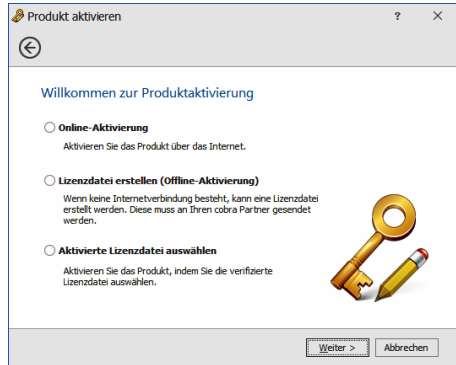 Produkt aktivieren
?
Willkommen zur Produktaktivierung
Online-Aktivierung
Aktivieren Sie das Produkt über das Internet.
Lizenzdatei erstellen (Offline-Aktivierung)
Wenn keine Internetverbindung besteht, kann eine Lizenzdatei
erstellt werden. Diese muss an Ihren cobra Partner gesendet
werden.
Aktivierte Lizenzdatei auswählen
Aktivieren Sie das Produkt, indem Sie die verifizierte
Lizenzdatei auswählen.
Weiter >
Abbrechen